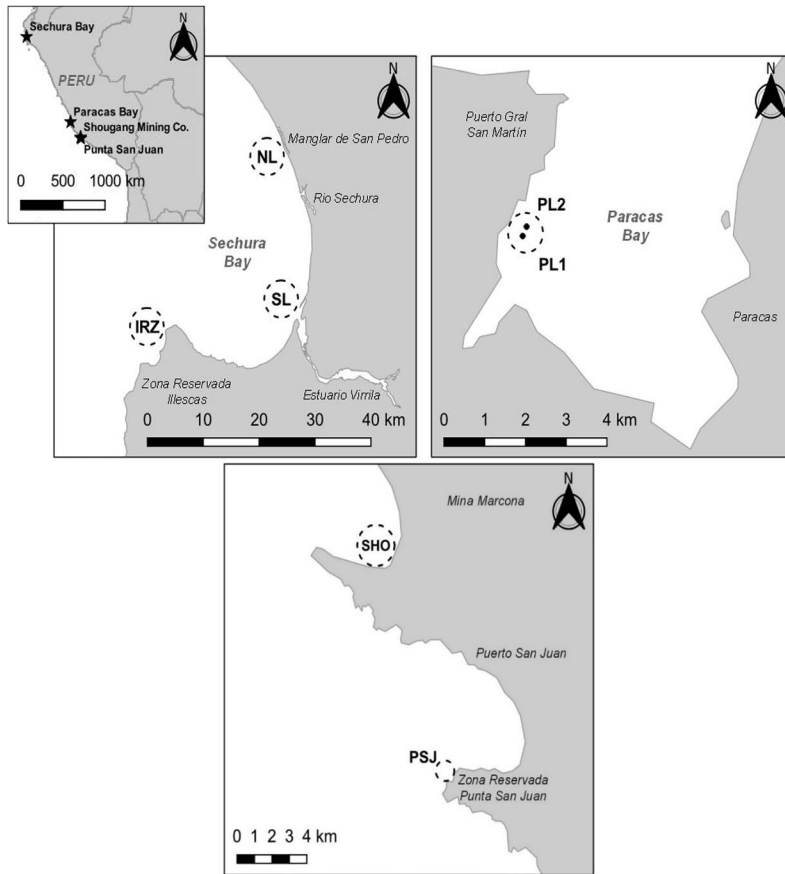 N
Sechura Bay
PERU
Paracas Bay
Shougang Mining Co.
Punta San Juan
0 500 1000 km
N
NL
Manglar de San Pedro
Rio Sechura
Sechura
Bay
SL
IRZ
Zona Reservada
Illescas
Estuario Virrila
0 10 20 30 40 km
N
Puerto Gral
San Martín
PL2
PL1
Paracas
Bay
Paracas
0 1 2 3 4 km
N
Mina Marcona
SHO
Puerto San Juan
PSJ
Zona Reservada
Punta San Juan
0 1 2 3 4 km